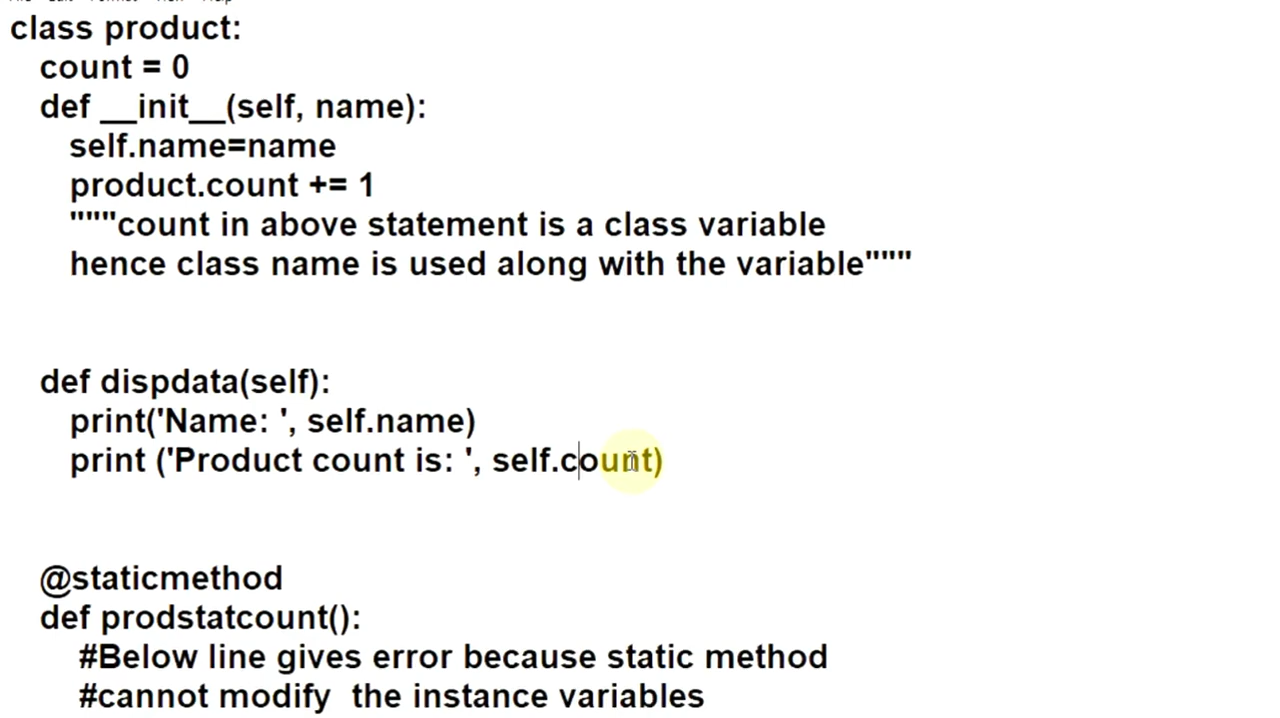 class product:
count = 0
def __init__(self, name):
self.name=name
product.count += 1
"""count in above statement is a class variable
hence class name is used along with the variable"""
def dispdata(self):
print('Name: ', self.name)
print ('Product count is: ', self.count)
@staticmethod
def prodstatcount():
#Below line gives error because static method
#cannot modify  the instance variables